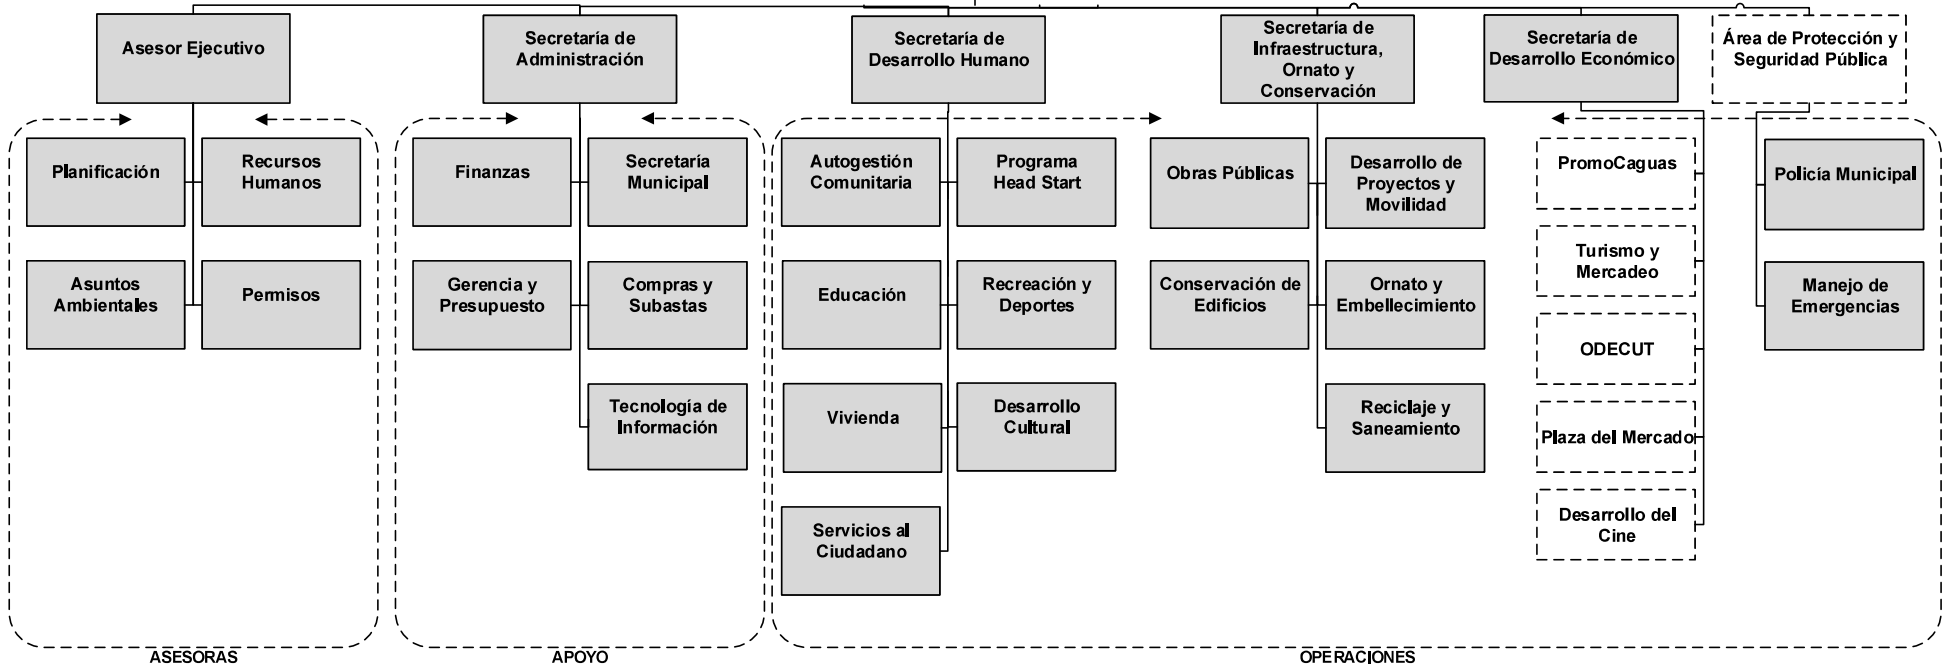 Asesor Ejecutivo
Secretaría de
Administración
Secretaría de
Desarrollo Humano
Secretaría de
Infraestructura,
Ornato y
Conservación
Secretaría de
Desarrollo Económico
Área de Protección y
Seguridad Pública
Planificación
Recursos
Humanos
Asuntos
Ambientales
Permisos
Finanzas
Secretaría
Municipal
Gerencia y
Presupuesto
Compras y
Subastas
Tecnología de
Información
Autogestión
Comunitaria
Programa
Head Start
Educación
Recreación y
Deportes
Vivienda
Desarrollo
Cultural
Servicios al
Ciudadano
Obras Públicas
Desarrollo de
Proyectos y
Movilidad
Conservación de
Edificios
Ornato y
Embellecimiento
Reciclaje y
Saneamiento
PromoCaguas
Turismo y
Mercadeo
ODECUT
Plaza del Mercado
Desarrollo del
Cine
Policía Municipal
Manejo de
Emergencias
ASESORAS
APOYO
OPERACIONES